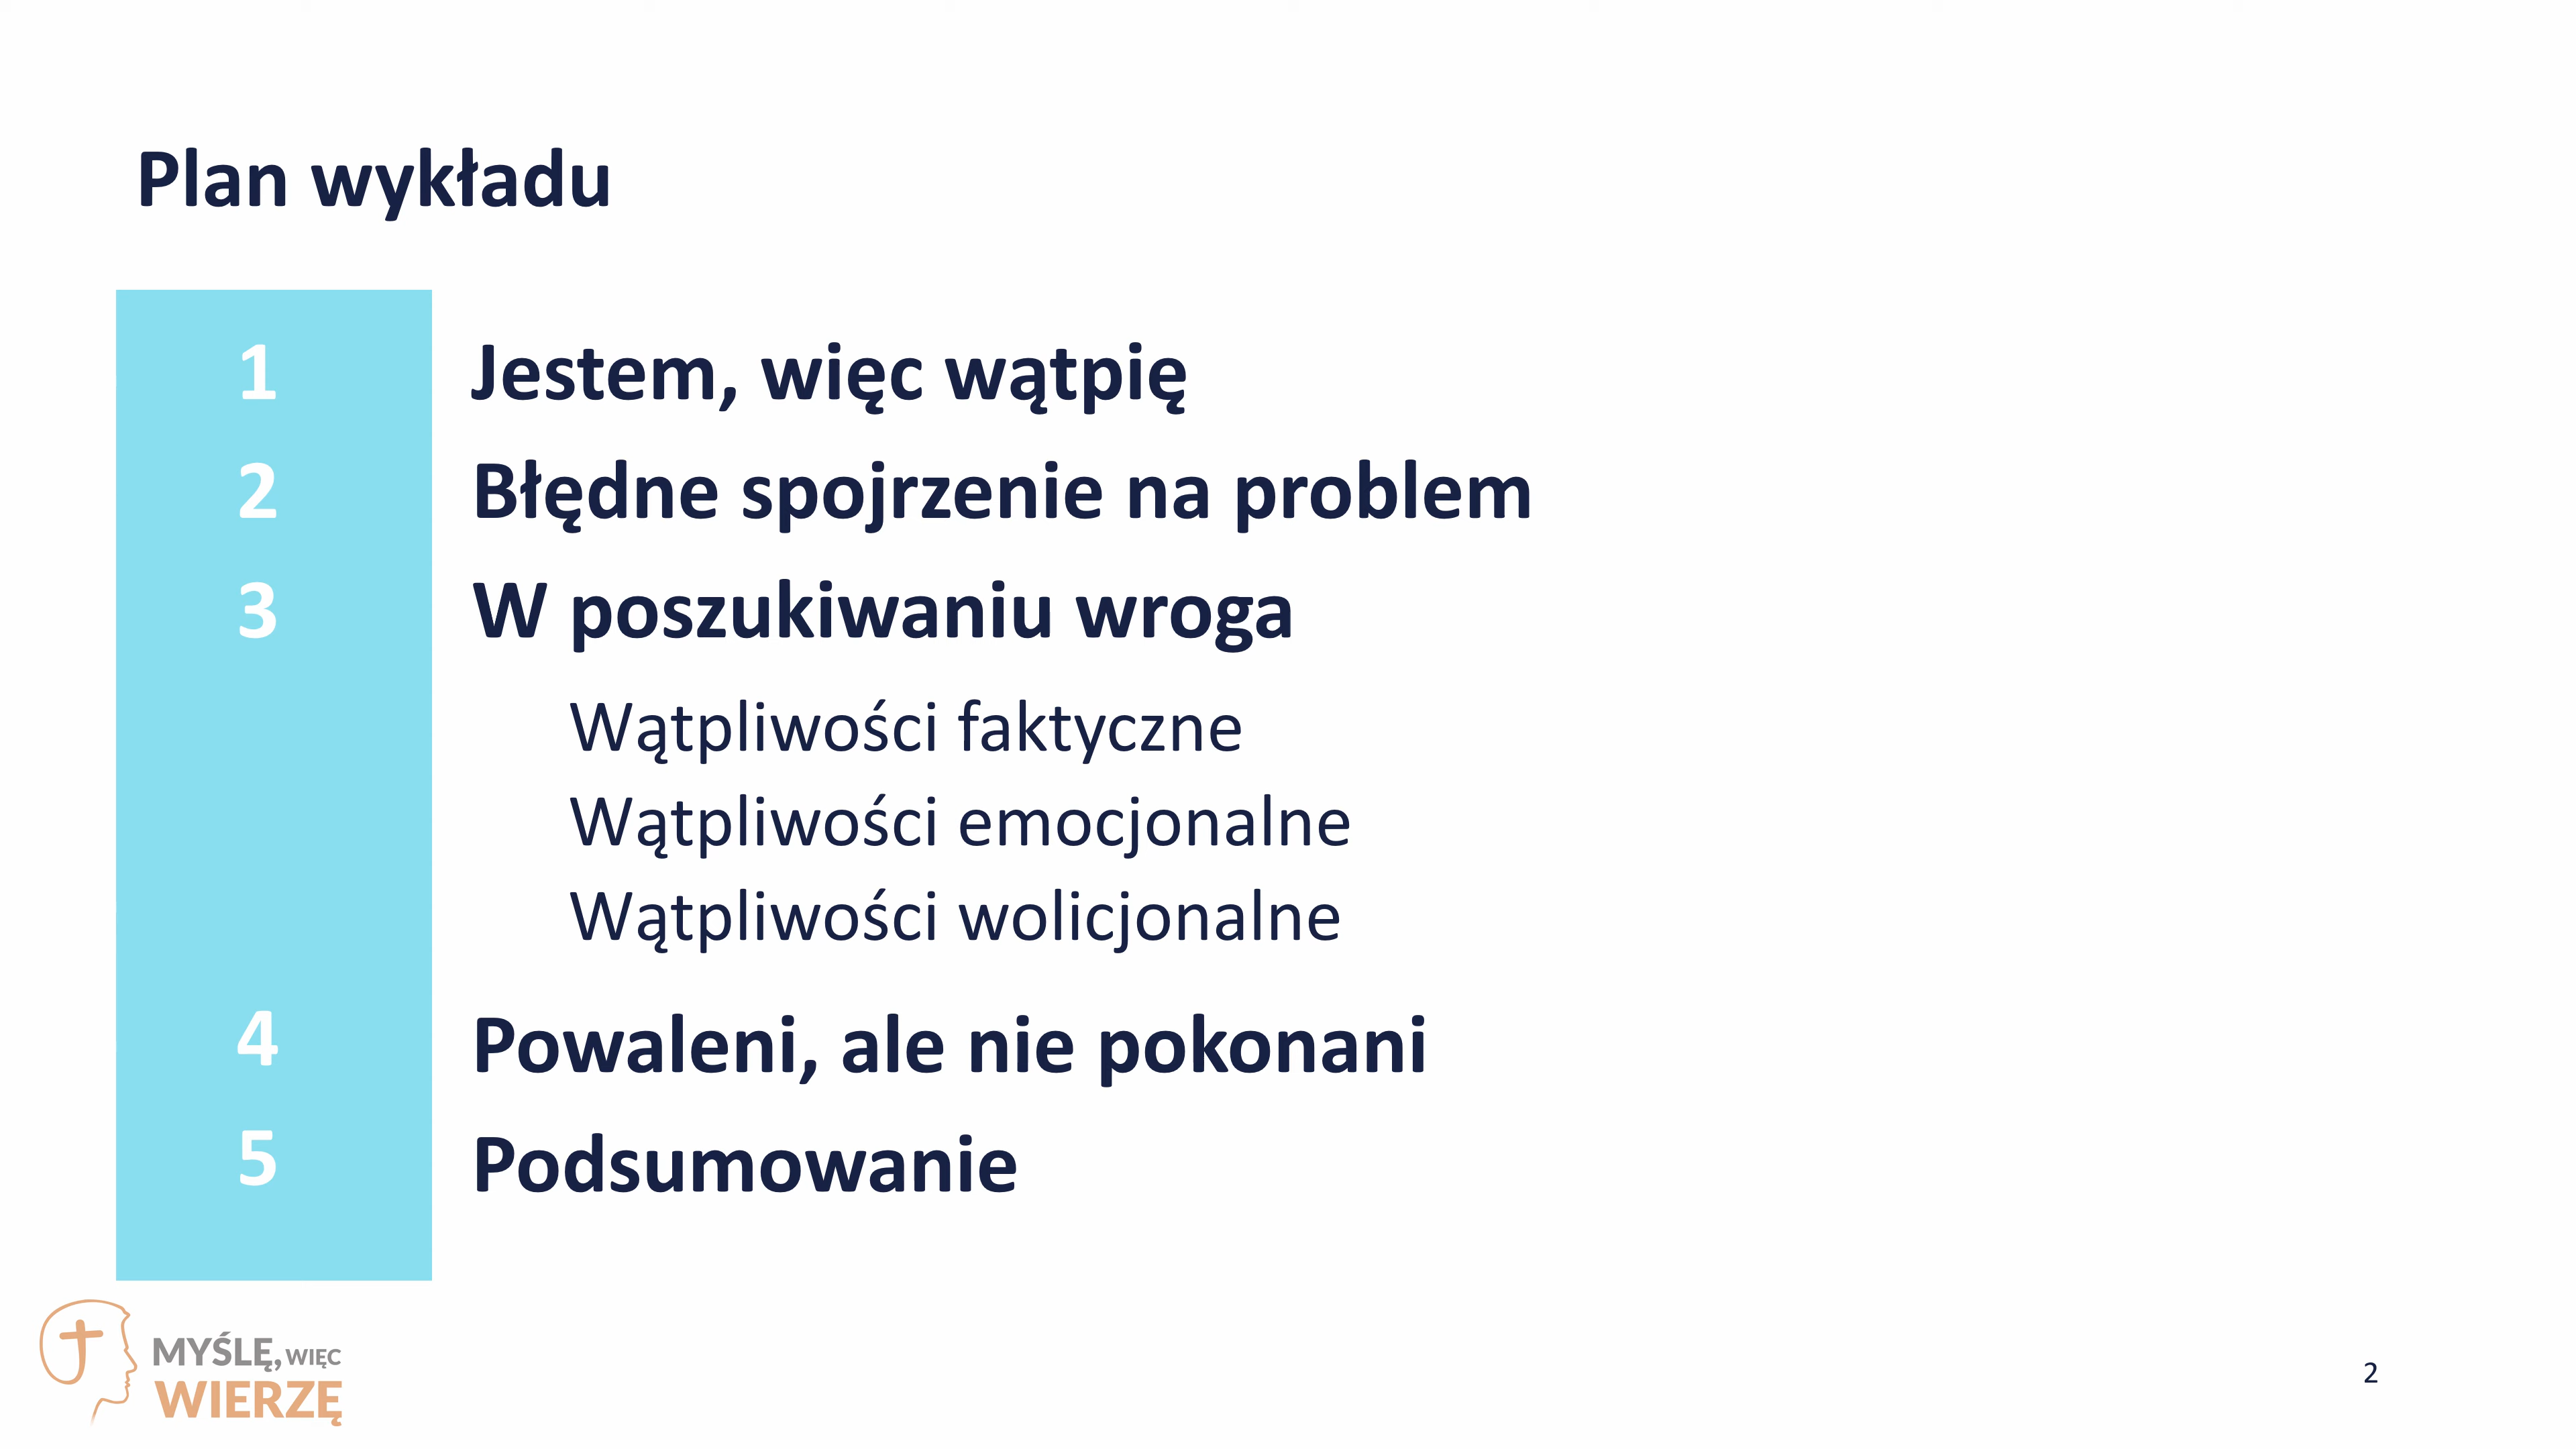 Plan wykładu
1 Jestem, więc wątpię
2 Błędne spojrzenie na problem
3 W poszukiwaniu wroga
Wątpliwości faktyczne
Wątpliwości emocjonalne
Wątpliwości wolicjonalne
4 Powaleni, ale nie pokonani
5 Podsumowanie
MYŚLĘ, WIĘC
WIERZĘ
2